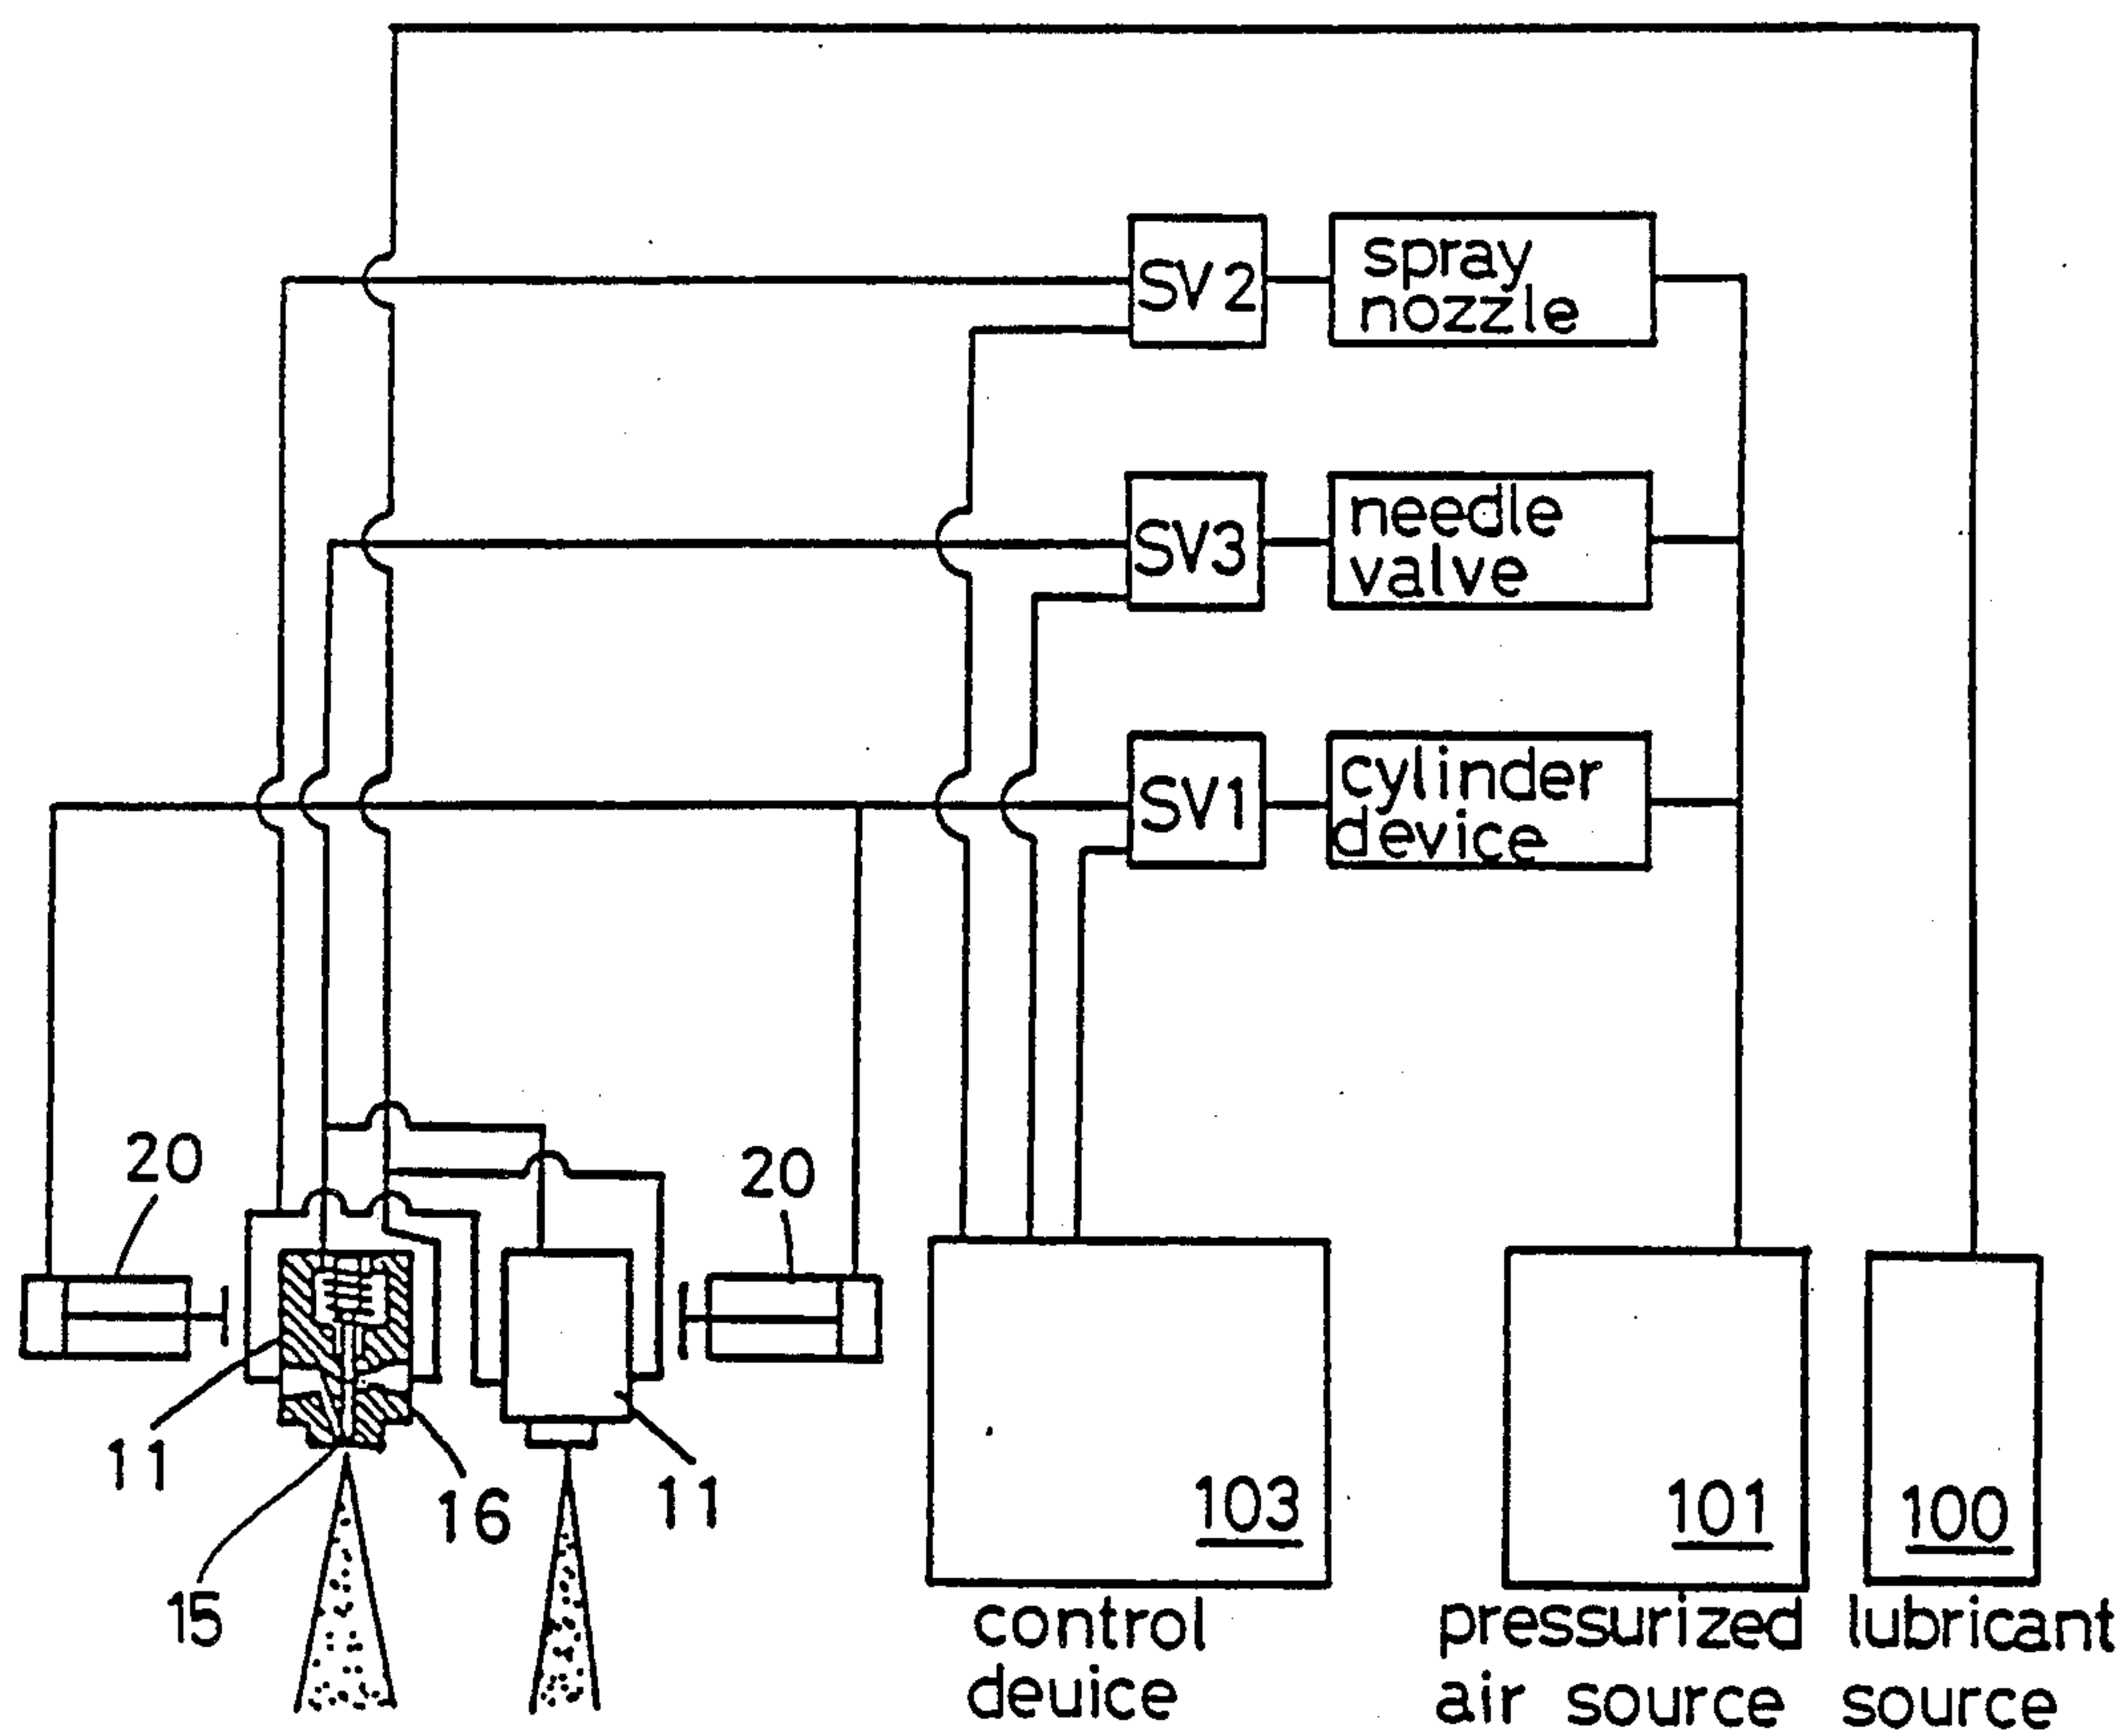 SV2
spray
nozzle
SV3
needle
valve
SV1
cylinder
device
20
20
11
16
11
15
103
101
100
control
deuice
pressurized
air source
lubricant
source